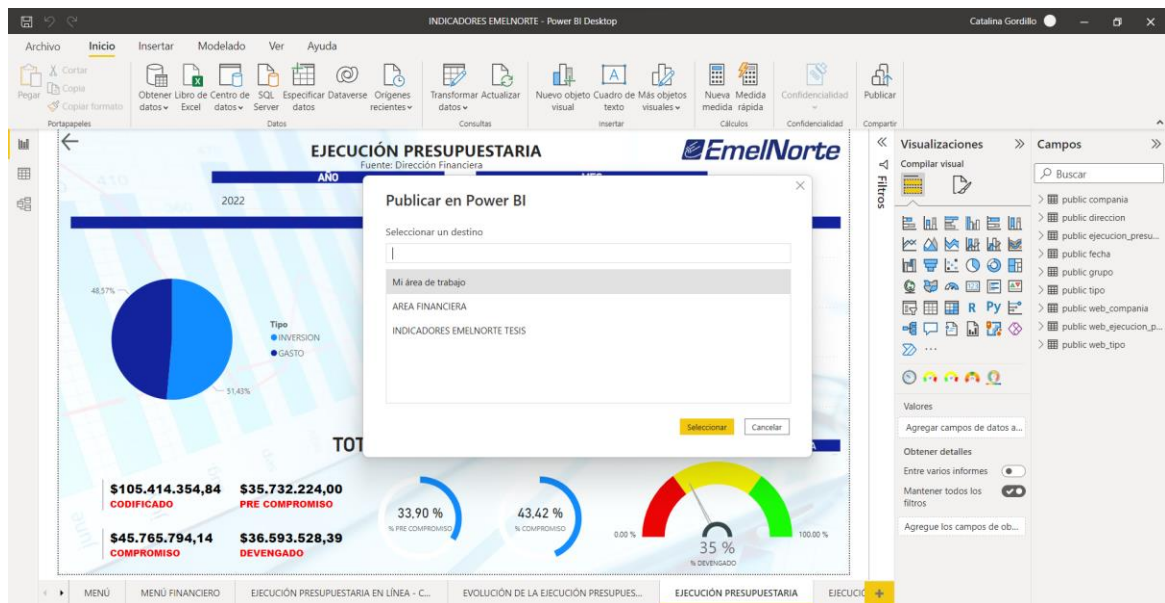 INDICADORES EMELNORTE - Power BI Desktop
Catalina Gordillo
Archivo Inicio Insertar Modelado Ver Ayuda
Pegar
Cortar
Copia
Copiar formato
Portapapeles
Obtener datos
Libro de Excel
Centro de datos
SQL Server
Especificar datos
Dataverse
Orígenes recientes
Datos
Transformar datos
Actualizar
Consultas
Nuevo objeto visual
Cuadro de texto
Más objetos visuales
Insertar
Nueva medida
Medida rápida
Cálculos
Confidencialidad
Confidencialidad
Publicar
Compartir
EJECUCIÓN PRESUPUESTARIA
Fuente: Dirección Financiera
EmelNorte
AÑO
2022
48,57%
51,43%
Tipo
INVERSION
GASTO
Publicar en Power BI
Seleccionar un destino
Mi área de trabajo
AREA FINANCIERA
INDICADORES EMELNORTE TESIS
Seleccionar Cancelar
TOT
$105.414.354,84
CODIFICADO
$35.732.224,00
PRE COMPROMISO
$45.765.794,14
COMPROMISO
$36.593.528,39
DEVENGADO
33,90 %
% PRE COMPROMISO
43,42 %
% COMPROMISO
0.00 %
35 %
100.00 %
% DEVENGADO
Filtros
Visualizaciones
Compilar visual
R Py
Valores
Agregar campos de datos a...
Obtener detalles
Entre varios informes
Mantener todos los filtros
Agregue los campos de ob...
Campos
Buscar
public compania
public direccion
public ejecucion_presu...
public fecha
public grupo
public tipo
public web_compania
public web_ejecucion_p...
public web_tipo
MENÚ
MENÚ FINANCIERO
EJECUCIÓN PRESUPUESTARIA EN LÍNEA - C...
EVOLUCIÓN DE LA EJECUCIÓN PRESUPUES...
EJECUCIÓN PRESUPUESTARIA
EJECUCIÓ